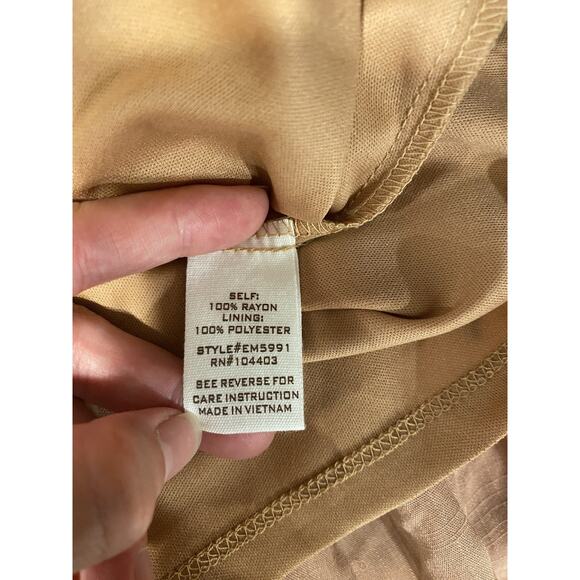 SELF:
100% RAYON
LINING:
100% POLYESTER
STYLE#EM5991
RN#104403
SEE REVERSE FOR
CARE INSTRUCTION
MADE IN VIETNAM